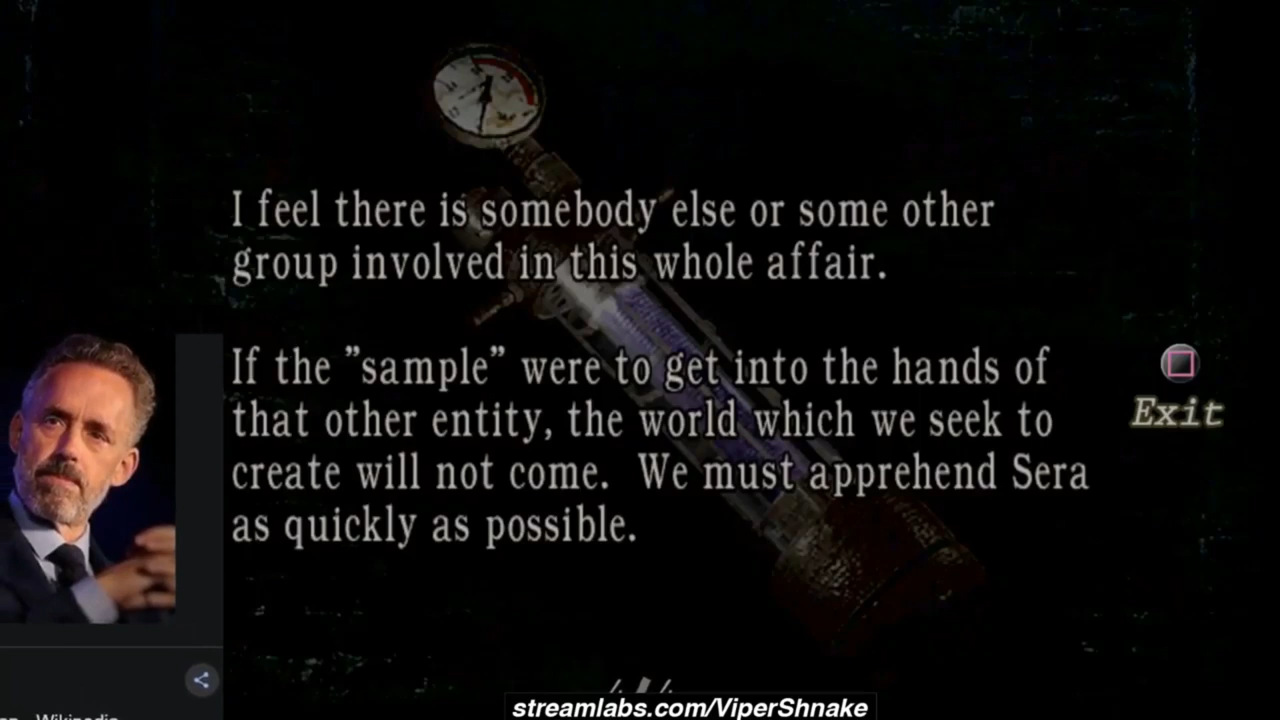 I feel there is somebody else or some other
group involved in this whole affair.
If the ”sample” were to get into the hands of
that other entity, the world which we seek to
create will not come. We must apprehend Sera
as quickly as possible.
Exit
streamlabs.com/ViperShnake